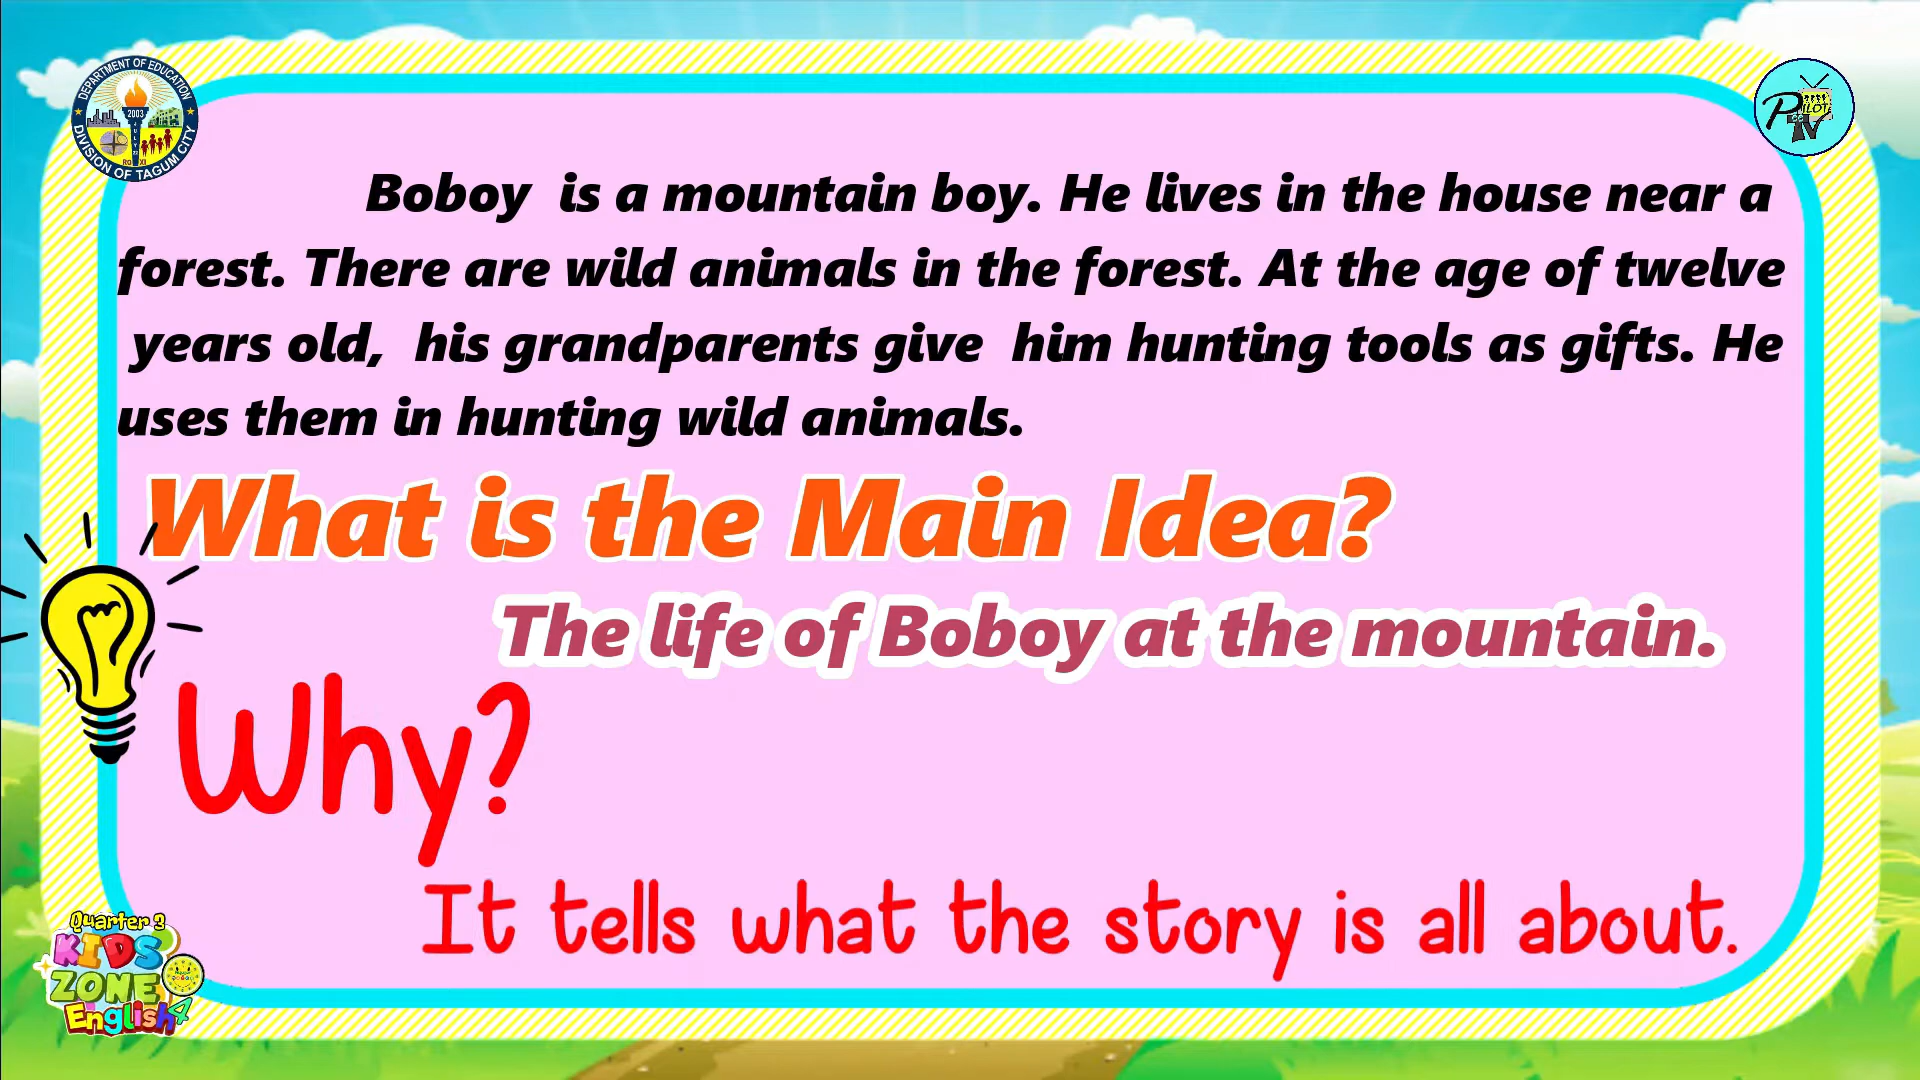 DEPARTMENT OF EDUCATION
2003
RO XI
DIVISION OF TAGUM CITY
Boboy is a mountain boy. He lives in the house near a
forest. There are wild animals in the forest. At the age of twelve
years old, his grandparents give him hunting tools as gifts. He
uses them in hunting wild animals.
What is the Main Idea?
The life of Boboy at the mountain.
Why?
It tells what the story is all about.
Quarter 3
KIDS
ZONE
English 4